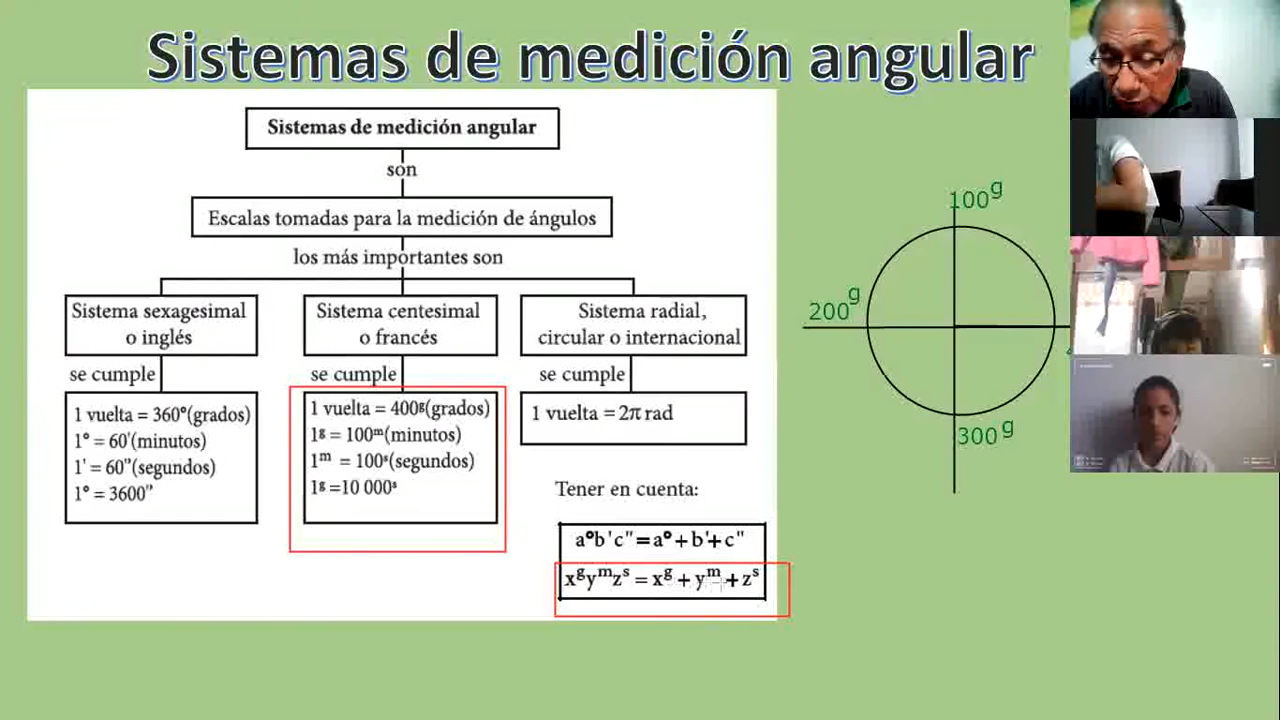 Sistemas de medición angular
Sistemas de medición angular
son
Escalas tomadas para la medición de ángulos
los más importantes son
Sistema sexagesimal
o inglés
se cumple
1 vuelta = 360°(grados)
1° = 60'(minutos)
1' = 60"(segundos)
1° = 3600"
Sistema centesimal
o francés
se cumple
1 vuelta = 400ᵍ(grados)
1ᵍ = 100ᵐ(minutos)
1ᵐ = 100ˢ(segundos)
1ᵍ =10 000ˢ
Sistema radial,
circular o internacional
se cumple
1 vuelta = 2π rad
Tener en cuenta:
a°b'c" = a° + b' + c"
xᵍyᵐzˢ = xᵍ + yᵐ + zˢ
100ᵍ
200ᵍ
300ᵍ